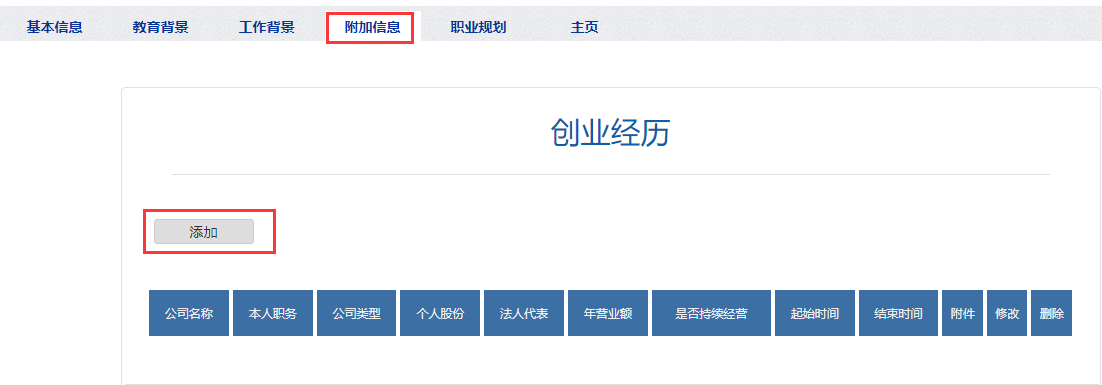 基本信息 教育背景 工作背景 附加信息 职业规划 主页
创业经历
添加
公司名称 本人职务 公司类型 个人股份 法人代表 年营业额 是否持续经营 起始时间 结束时间 附件 修改 删除